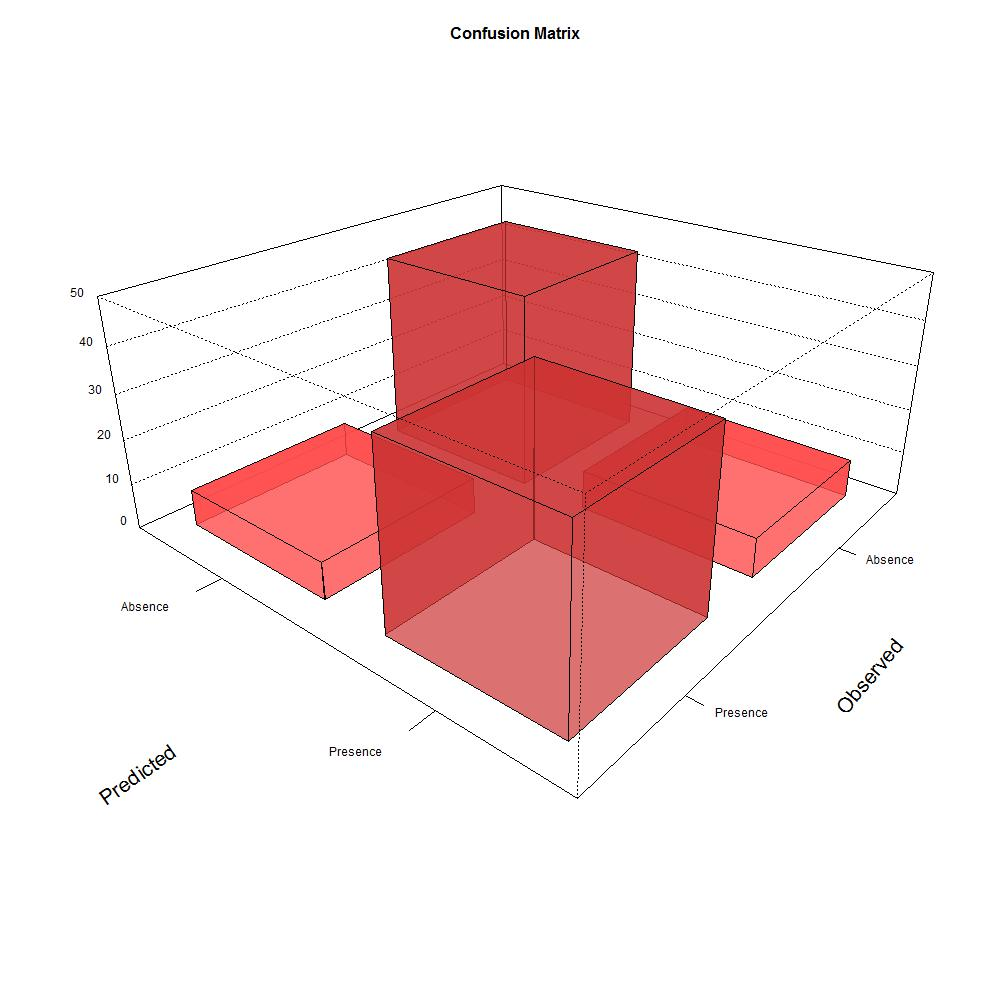 Confusion Matrix
50
40
30
20
10
0
Absence
Presence
Predicted
Absence
Presence
Observed